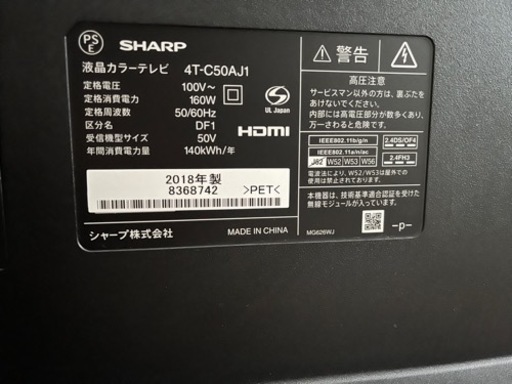 PS
E
SHARP
液晶カラーテレビ 4T-C50AJ1
定格電圧 100V~
定格消費電力 160W
定格周波数 50/60Hz
区分名 DF1
受信機型サイズ 50V
年間消費電力量 140kWh/年
UL Japan
HDMI
2018年製
8368742
>PET<
シャープ株式会社
MADE IN CHINA
警告
高圧注意
サービスマン以外の方は、裏ぶたを
あけないでください。
内部には高電圧部分が数多くあり、
万一さわると危険です。
IEEE802.11b/g/n
2.4DS/OF4
IEEE802.11a/n/ac
J52 W52 W53 W56
2.4FH3
電波法により、W52/W53は屋外での
使用は禁止されております。
本機器は、技術基準適合認証を受けた
無線モジュールが入っています。
MG626WJ
-p-